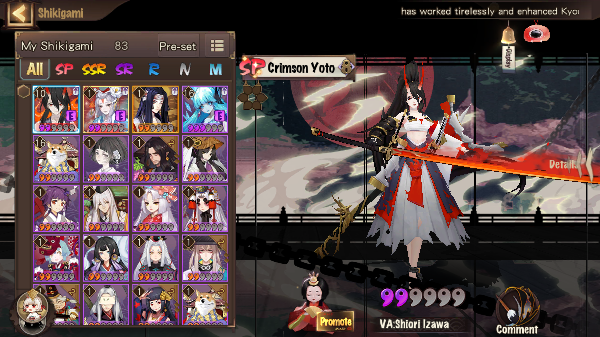 Shikigami
has worked tirelessly and enhanced Kyo
My Shikigami 83 Pre-set
All SP SSR SR R N M
SP Crimson Yoto
Display
Detail
Promote
VA:Shiori Izawa
Comment